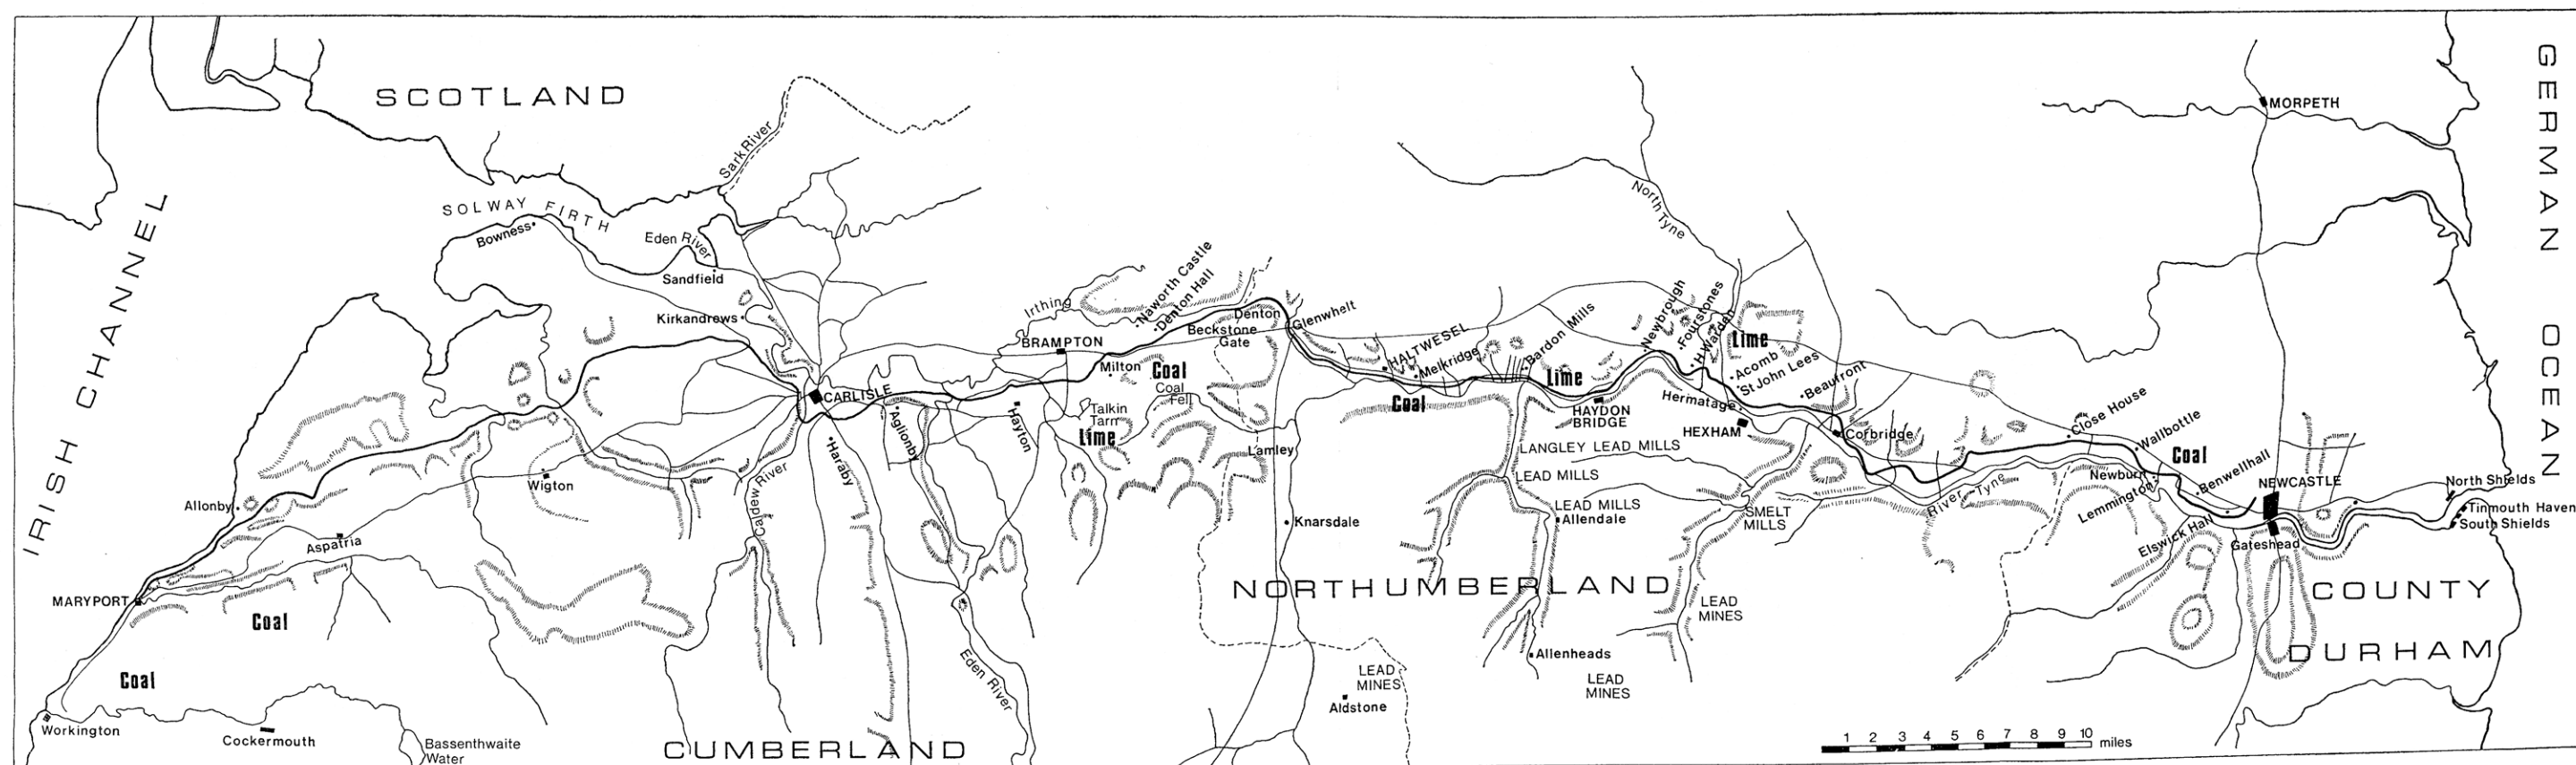 SCOTLAND
IRISH CHANNEL
SOLWAY FIRTH
Bowness
Sark River
Eden River
Sandfield
Kirkandrews
CARLISLE
Haraby
Aglionby
Hayton
Caldew River
Eden River
Wigton
Allonby
Aspatria
MARYPORT
Coal
Coal
Workington
Cockermouth
Bassenthwaite
Water
CUMBERLAND
Irthing
BRAMPTON
Naworth Castle
Denton Hall
Milton
Coal
Coal
Fell
Talkin
Tarn
Lime
Beckstone
Gate
Denton
Glenwhelt
Lamley
Knarsdale
HALTWESEL
Melkridge
Coal
Bardon Mills
Lime
HAYDON
BRIDGE
Newbrough
Fourstones
H Warden
Lime
Acomb
St John Lees
Hermitage
HEXHAM
Beaufront
Corbridge
North Tyne
LANGLEY LEAD MILLS
LEAD MILLS
LEAD MILLS
Allendale
SMELT
MILLS
NORTHUMBERLAND
LEAD
MINES
Allenheads
LEAD
MINES
LEAD
MINES
Aldstone
River Tyne
Close House
Wallbottle
Coal
Newburn
Lemmington
Benwellhall
Elswick Hall
NEWCASTLE
Gateshead
North Shields
Tinmouth Haven
South Shields
MORPETH
GERMAN OCEAN
COUNTY
DURHAM
1 2 3 4 5 6 7 8 9 10 miles